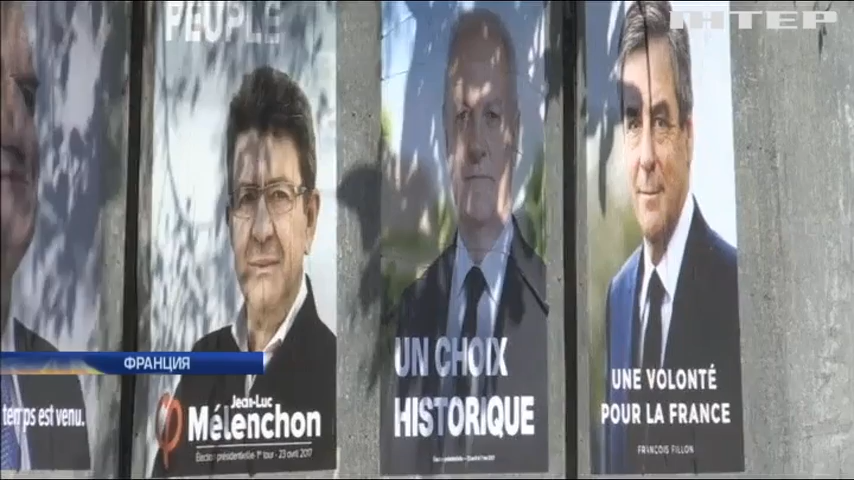 ІНТЕР
PEUPLE
ФРАНЦИЯ
temps est venu.
Jean-Luc
Mélenchon
Élection présidentielle 1er tour - 23 avril 2017
UN CHOIX
HISTORIQUE
UNE VOLONTÉ
POUR LA FRANCE
FRANÇOIS FILLON